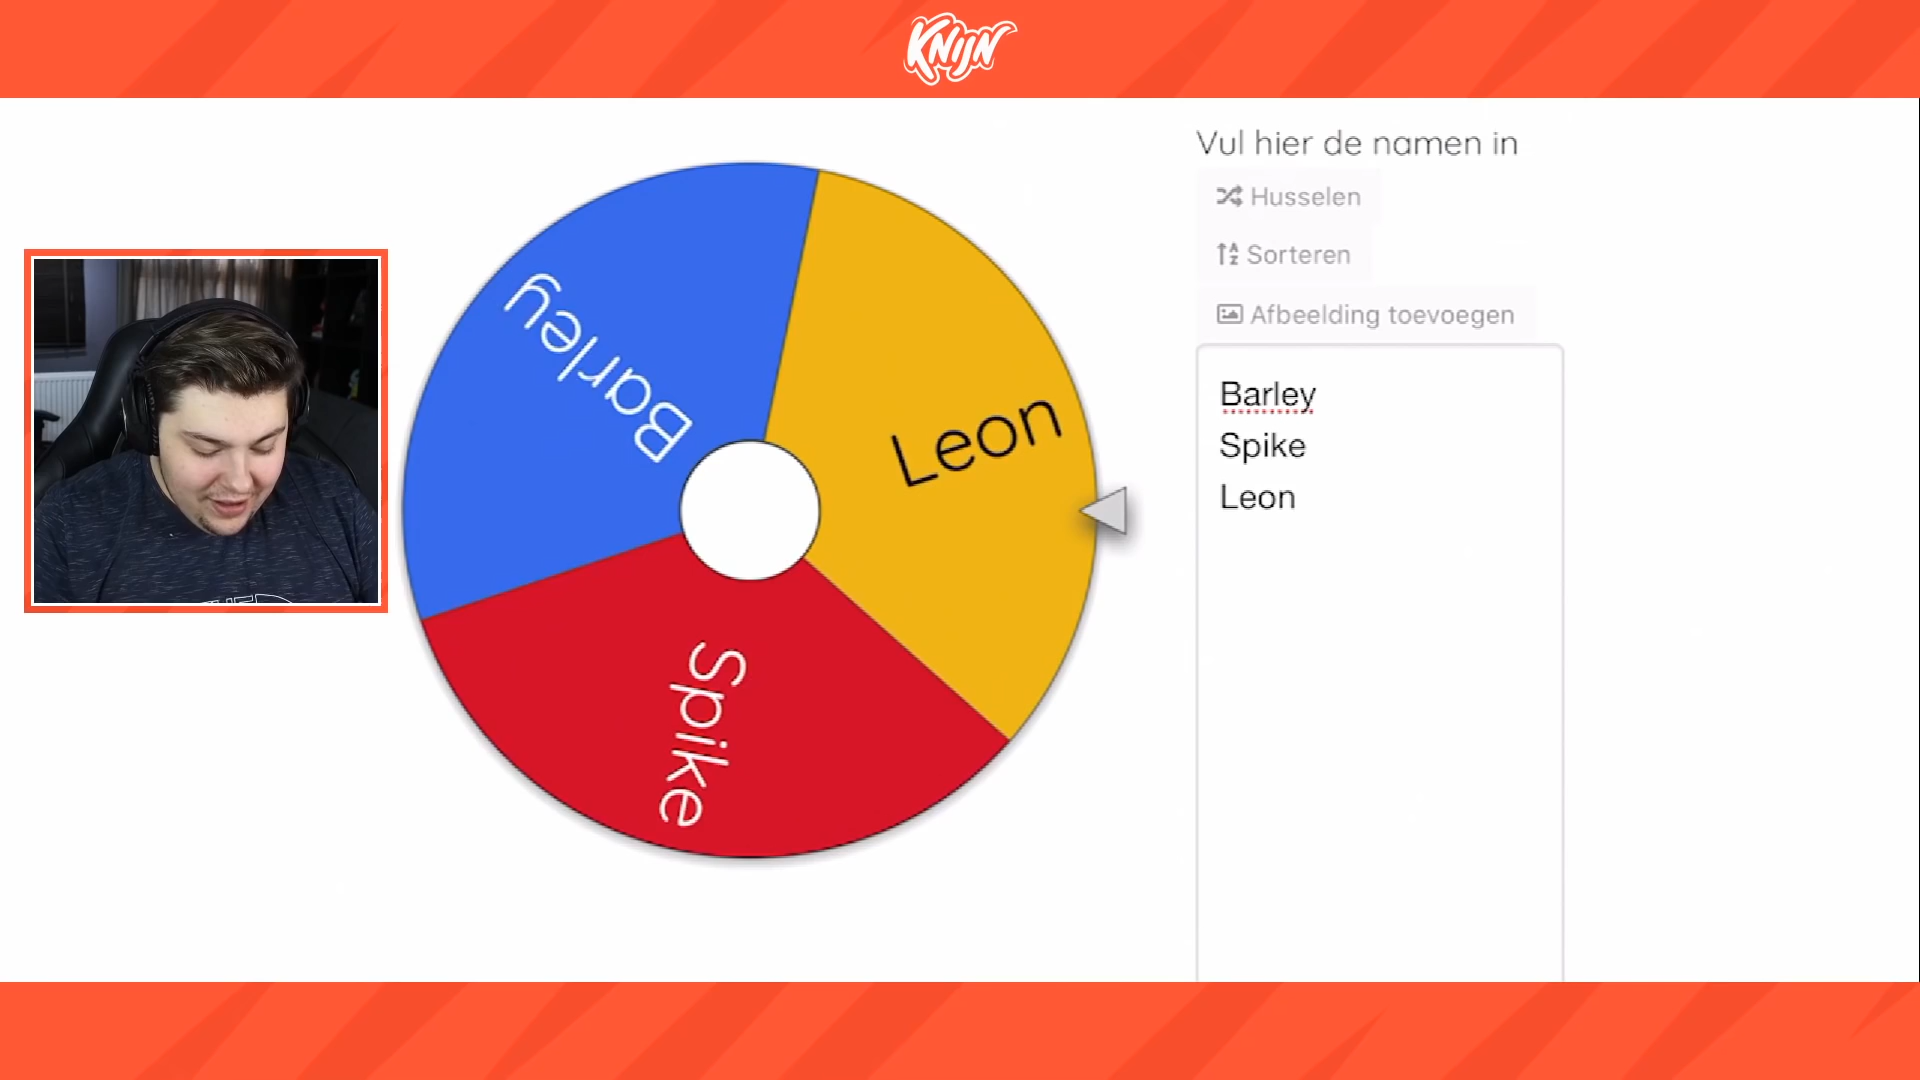 KNIJN
Vul hier de namen in
Husselen
Sorteren
Afbeelding toevoegen
Barley
Spike
Leon
Barley
Leon
Spike